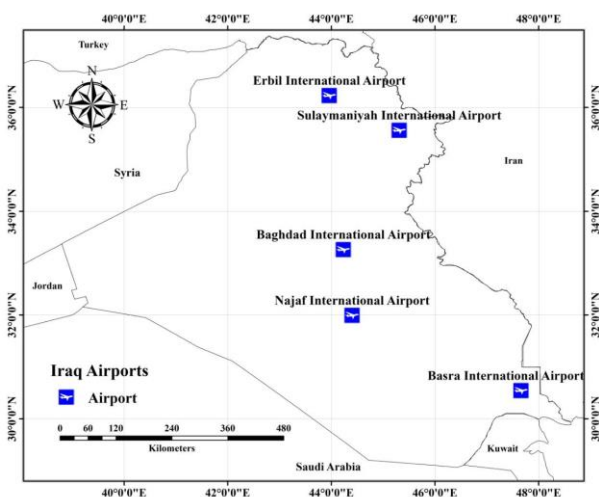 40°0'0"E 42°0'0"E 44°0'0"E 46°0'0"E 48°0'0"E
Turkey
N
W E
S
Erbil International Airport
36°0'0"N 36°0'0"N
Sulaymaniyah International Airport
Iran
Syria
34°0'0"N 34°0'0"N
Baghdad International Airport
Jordan
Najaf International Airport
32°0'0"N 32°0'0"N
Iraq Airports
Basra International Airport
Airport
30°0'0"N 30°0'0"N
0 30 60 120 240 360 480
Kilometers
Kuwait
Saudi Arabia
40°0'0"E 42°0'0"E 44°0'0"E 46°0'0"E 48°0'0"E